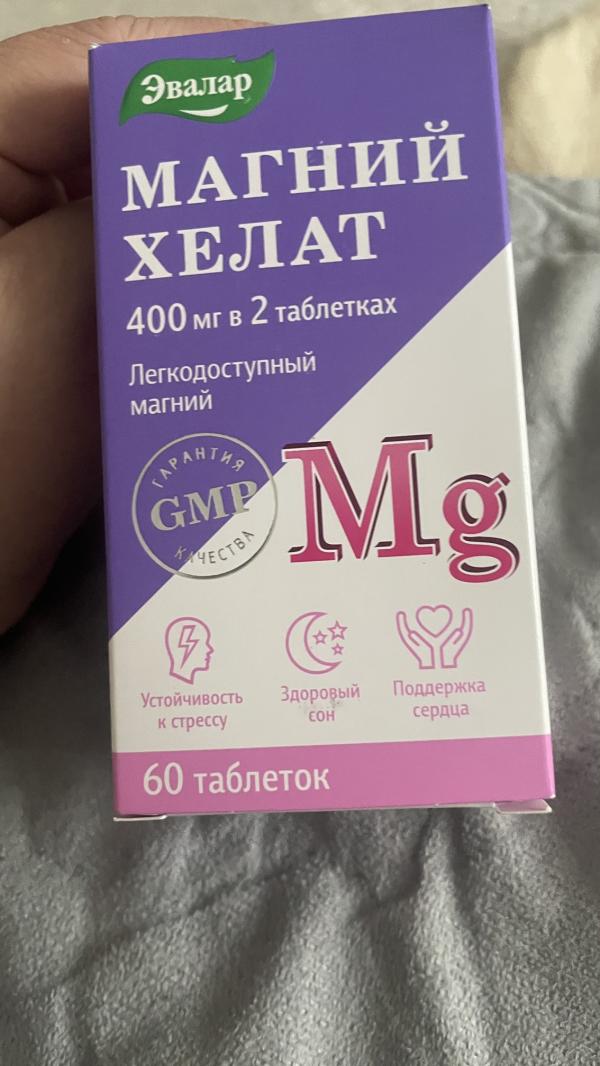 Эвалар
МАГНИЙ
ХЕЛАТ
400 мг в 2 таблетках
Легкодоступный
магний
ГАРАНТИЯ
GMP
КАЧЕСТВА
Mg
Устойчивость
к стрессу
Здоровый
сон
Поддержка
сердца
60 таблеток